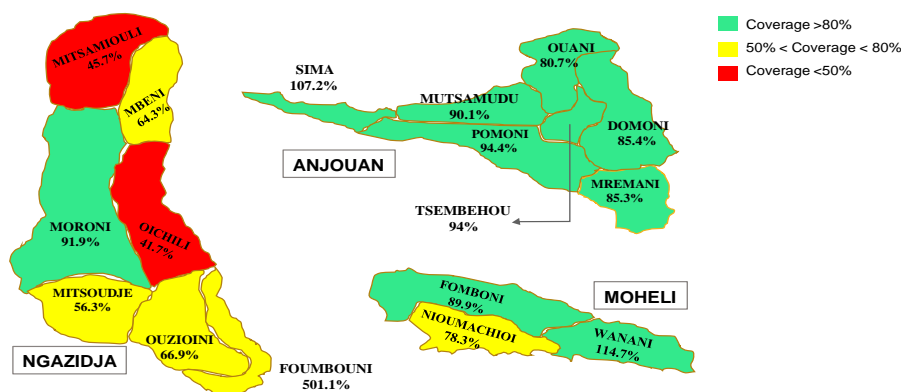 MITSAMIOULI
45.7%
MBENI
64.3%
MORONI
91.9%
OICHILI
41.7%
MITSOUDJE
56.3%
OUZIOINI
66.9%
FOUMBOUNI
501.1%
NGAZIDJA
SIMA
107.2%
MUTSAMUDU
90.1%
OUANI
80.7%
POMONI
94.4%
DOMONI
85.4%
MREMANI
85.3%
TSEMBEHOU
94%
ANJOUAN
FOMBONI
89.9%
NIOUMACHIOI
78.3%
WANANI
114.7%
MOHELI
Coverage >80%
50% < Coverage < 80%
Coverage <50%